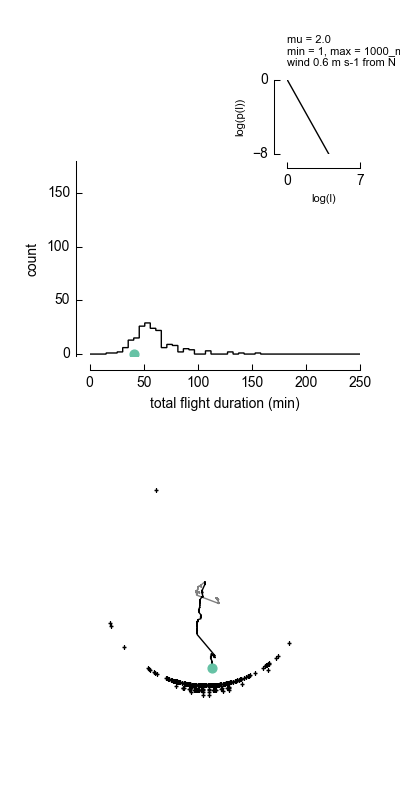 mu = 2.0
min = 1, max = 1000_m
wind 0.6 m s-1 from N
0
log(p(l))
−8
0
7
log(l)
150
100
50
0
count
0
50
100
150
200
250
total flight duration (min)